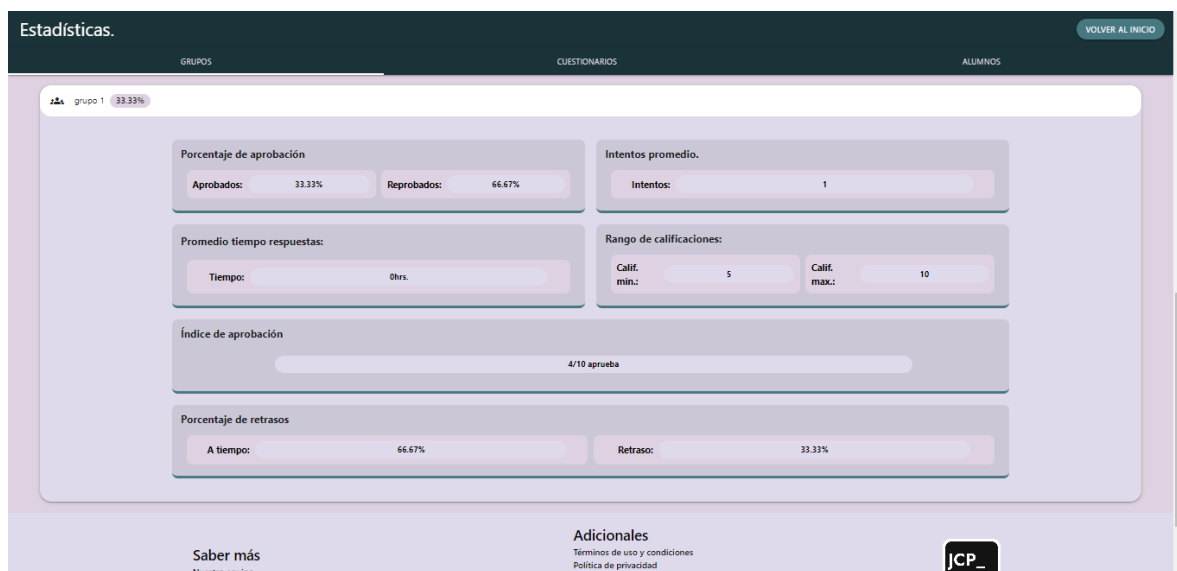 Estadísticas.
VOLVER AL INICIO
GRUPOS
CUESTIONARIOS
ALUMNOS
grupo 1 33.33%
Porcentaje de aprobación
Aprobados: 33.33% Reprobados: 66.67%
Intentos promedio.
Intentos: 1
Promedio tiempo respuestas:
Tiempo: 0hrs.
Rango de calificaciones:
Calif.
min.: 5
Calif.
max.: 10
Índice de aprobación
4/10 aprueba
Porcentaje de retrasos
A tiempo: 66.67% Retraso: 33.33%
Saber más
Adicionales
Términos de uso y condiciones
Política de privacidad
JCP_